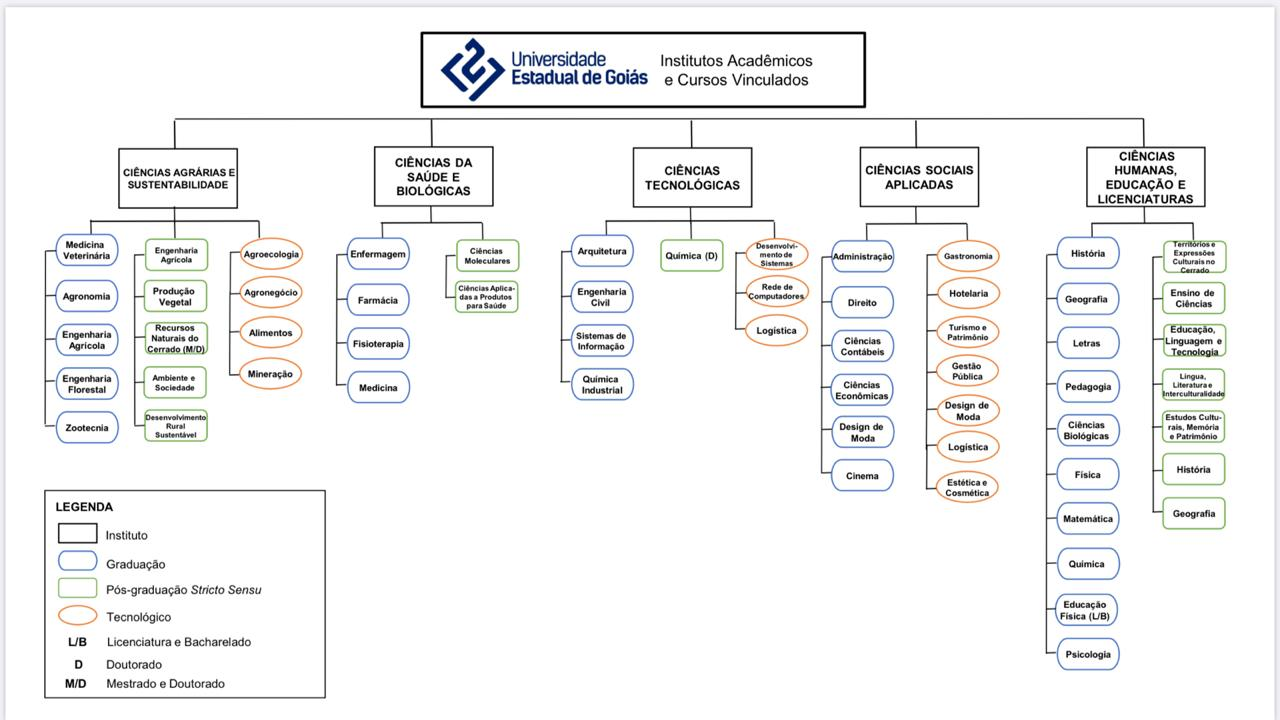 Universidade
Estadual de Goiás
Institutos Acadêmicos
e Cursos Vinculados
CIÊNCIAS AGRÁRIAS E
SUSTENTABILIDADE
Medicina
Veterinária
Agronomia
Engenharia
Agrícola
Engenharia
Florestal
Zootecnia
Engenharia
Agrícola
Produção
Vegetal
Recursos
Naturais do
Cerrado (M/D)
Ambiente e
Sociedade
Desenvolvimento
Rural
Sustentável
Agroecologia
Agronegócio
Alimentos
Mineração
CIÊNCIAS DA
SAÚDE E
BIOLÓGICAS
Enfermagem
Farmácia
Fisioterapia
Medicina
Ciências
Moleculares
Ciências Aplica-
das a Produtos
para Saúde
CIÊNCIAS
TECNOLÓGICAS
Arquitetura
Engenharia
Civil
Sistemas de
Informação
Química
Industrial
Química (D)
Desenvolvi-
mento de
Sistemas
Rede de
Computadores
Logística
CIÊNCIAS SOCIAIS
APLICADAS
Administração
Direito
Ciências
Contábeis
Ciências
Econômicas
Design de
Moda
Cinema
Gastronomia
Hotelaria
Turismo e
Patrimônio
Gestão
Pública
Design de
Moda
Logística
Estética e
Cosmética
CIÊNCIAS
HUMANAS,
EDUCAÇÃO E
LICENCIATURAS
História
Geografia
Letras
Pedagogia
Ciências
Biológicas
Física
Matemática
Química
Educação
Física (L/B)
Psicologia
Territórios e
Expressões
Culturais no
Cerrado
Ensino de
Ciências
Educação,
Linguagem e
Tecnologia
Língua,
Literatura e
Interculturalidade
Estudos Cultu-
rais, Memória
e Patrimônio
História
Geografia
LEGENDA
Instituto
Graduação
Pós-graduação Stricto Sensu
Tecnológico
L/B Licenciatura e Bacharelado
D Doutorado
M/D Mestrado e Doutorado